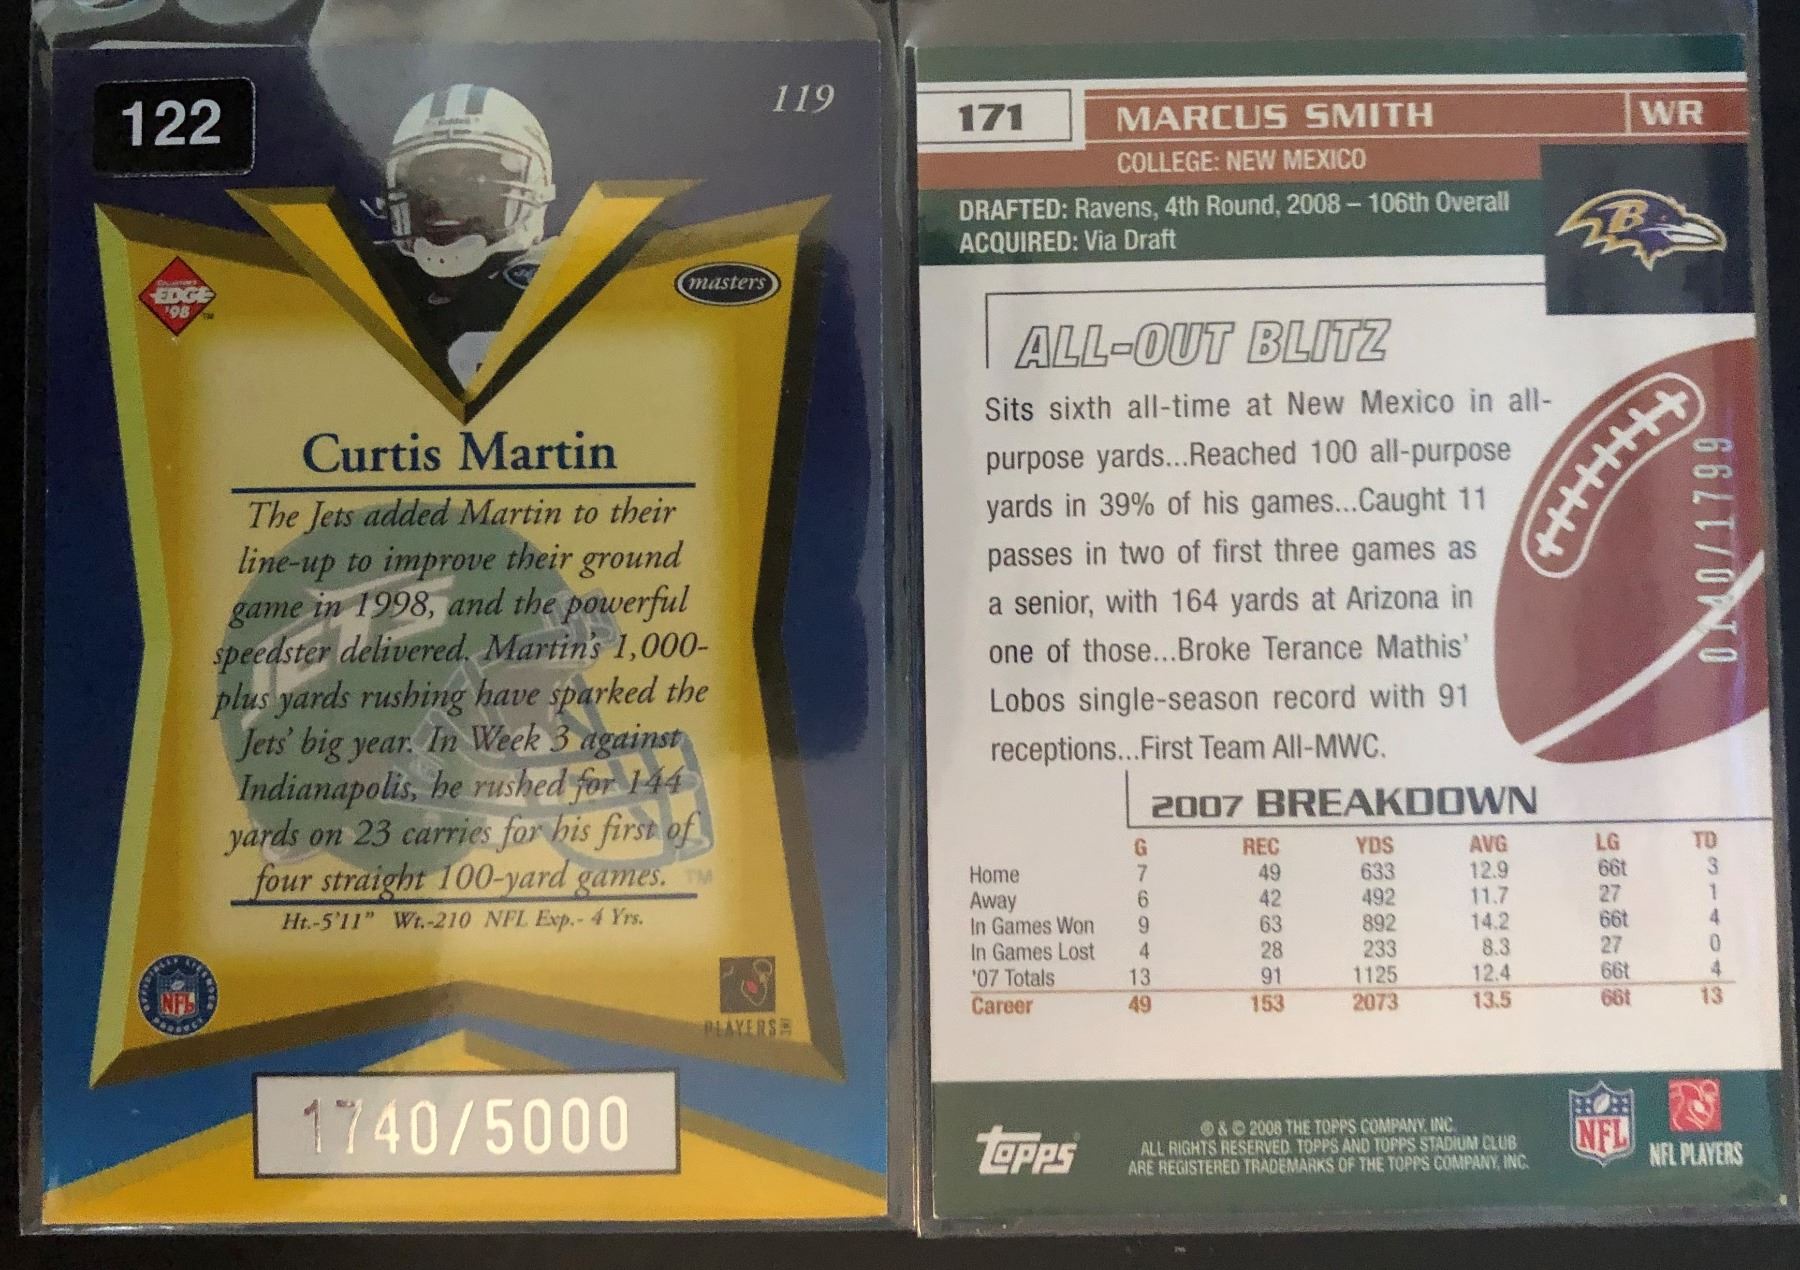 122
119
COLLECTOR'S
EDGE
'98
TM
masters
Curtis Martin
The Jets added Martin to their
line-up to improve their ground
game in 1998, and the powerful
speedster delivered. Martin's 1,000-
plus yards rushing have sparked the
Jets' big year. In Week 3 against
Indianapolis, he rushed for 144
yards on 23 carries for his first of
four straight 100-yard games.
TM
Ht.-5'11" Wt.-210 NFL Exp.- 4 Yrs.
OFFICIALLY LICENSED
NFL
PRODUCT
PLAYERS INC
1740/5000
171
MARCUS SMITH
WR
COLLEGE: NEW MEXICO
DRAFTED: Ravens, 4th Round, 2008 – 106th Overall
ACQUIRED: Via Draft
B
ALL-OUT BLITZ
Sits sixth all-time at New Mexico in all-
purpose yards...Reached 100 all-purpose
yards in 39% of his games...Caught 11
passes in two of first three games as
a senior, with 164 yards at Arizona in
one of those...Broke Terance Mathis'
Lobos single-season record with 91
receptions...First Team All-MWC.
2007 BREAKDOWN
G REC YDS AVG LG TD
Home 7 49 633 12.9 66t 3
Away 6 42 492 11.7 27 1
In Games Won 9 63 892 14.2 66t 4
In Games Lost 4 28 233 8.3 27 0
'07 Totals 13 91 1125 12.4 66t 4
Career 49 153 2073 13.5 66t 13
topps
® & © 2008 THE TOPPS COMPANY, INC.
ALL RIGHTS RESERVED. TOPPS AND TOPPS STADIUM CLUB
ARE REGISTERED TRADEMARKS OF THE TOPPS COMPANY, INC.
NFL
NFL PLAYERS